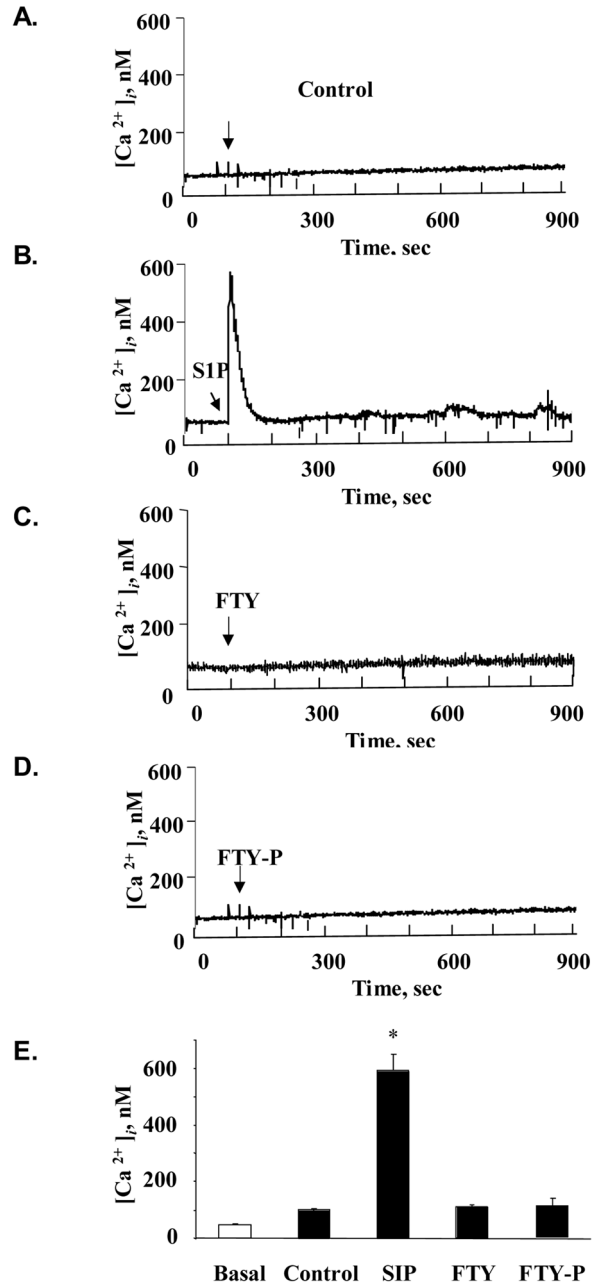 A.
600
400
200
0
[Ca 2+ ]i, nM
Control
0 300 600 900
Time, sec
B.
600
400
200
0
[Ca 2+ ]i, nM
S1P
0 300 600 900
Time, sec
C.
600
400
200
0
[Ca 2+ ]i, nM
FTY
0 300 600 900
Time, sec
D.
600
400
200
0
[Ca 2+ ]i, nM
FTY-P
0 300 600 900
Time, sec
E.
600
400
200
0
[Ca 2+ ]i, nM
*
Basal Control SIP FTY FTY-P